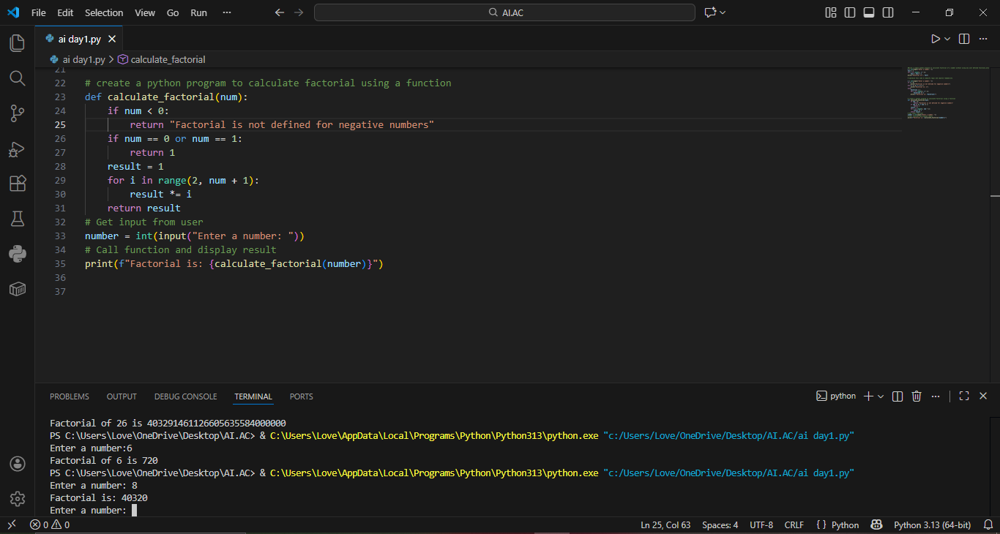 File Edit Selection View Go Run ··· AI.AC
ai day1.py
ai day1.py > calculate_factorial
21
22 # create a python program to calculate factorial using a function
23 def calculate_factorial(num):
24     if num < 0:
25         return "Factorial is not defined for negative numbers"
26     if num == 0 or num == 1:
27         return 1
28     result = 1
29     for i in range(2, num + 1):
30         result *= i
31     return result
32 # Get input from user
33 number = int(input("Enter a number: "))
34 # Call function and display result
35 print(f"Factorial is: {calculate_factorial(number)}")
36
37
PROBLEMS OUTPUT DEBUG CONSOLE TERMINAL PORTS python
Factorial of 26 is 403291461126605635584000000
PS C:\Users\Love\OneDrive\Desktop\AI.AC> & C:\Users\Love\AppData\Local\Programs\Python\Python313\python.exe "c:/Users/Love/OneDrive/Desktop/AI.AC/ai day1.py"
Enter a number:6
Factorial of 6 is 720
PS C:\Users\Love\OneDrive\Desktop\AI.AC> & C:\Users\Love\AppData\Local\Programs\Python\Python313\python.exe "c:/Users/Love/OneDrive/Desktop/AI.AC/ai day1.py"
Enter a number: 8
Factorial is: 40320
Enter a number:
0 0 Ln 25, Col 63 Spaces: 4 UTF-8 CRLF { } Python Python 3.13 (64-bit)